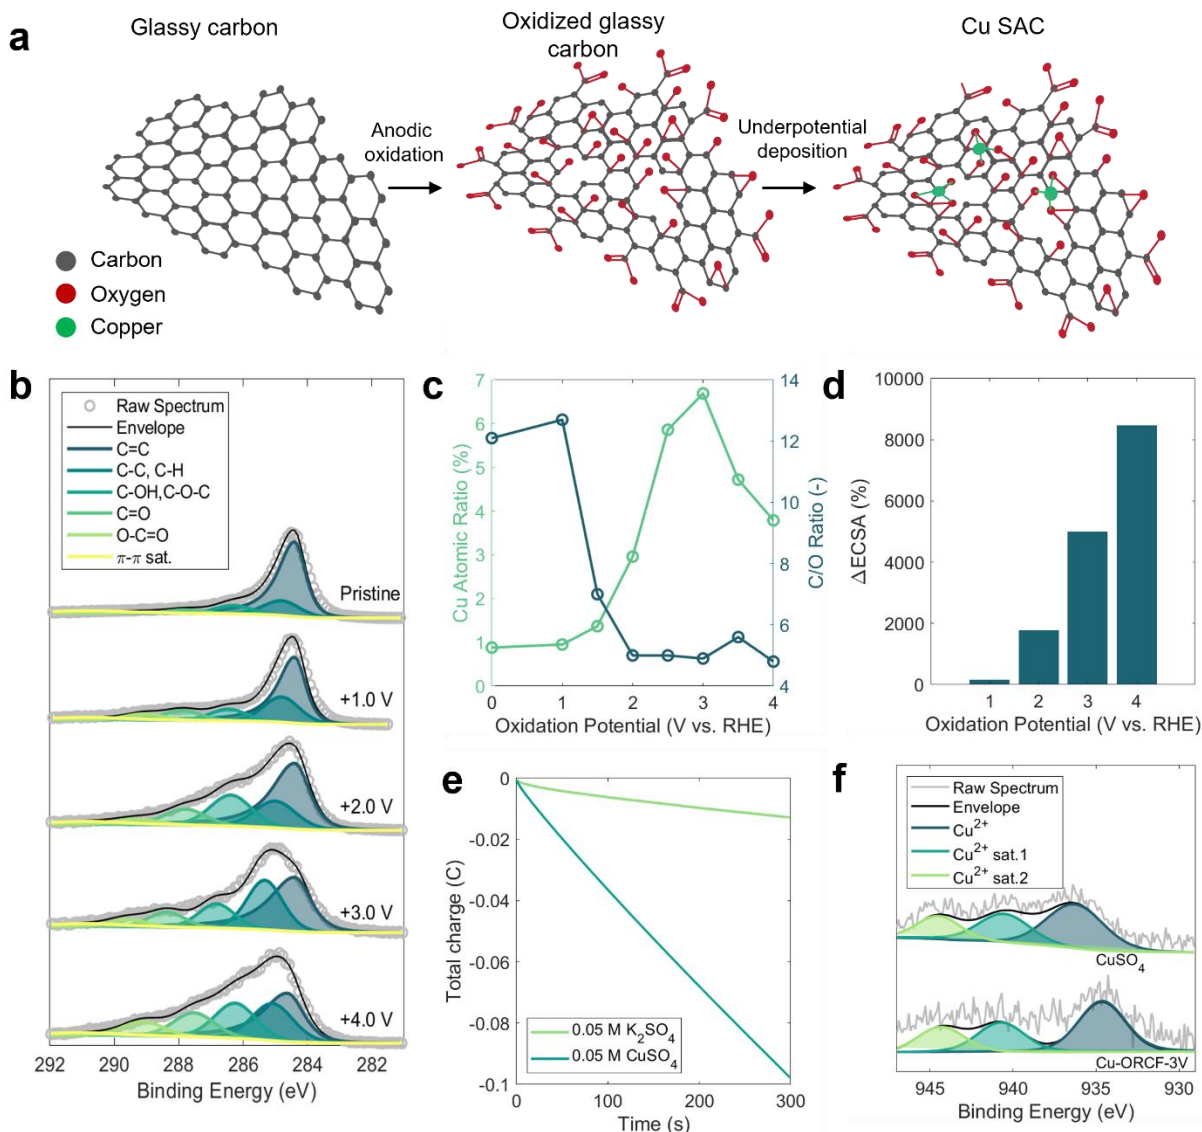 a
Glassy carbon
Oxidized glassy
carbon
Cu SAC
Anodic
oxidation
Underpotential
deposition
Carbon
Oxygen
Copper
b
Raw Spectrum
Envelope
C=C
C-C, C-H
C-OH,C-O-C
C=O
O-C=O
π-π sat.
Pristine
+1.0 V
+2.0 V
+3.0 V
+4.0 V
292 290 288 286 284 282
Binding Energy (eV)
c
Cu Atomic Ratio (%)
7
6
5
4
3
2
1
0
C/O Ratio (-)
14
12
10
8
6
4
0 1 2 3 4
Oxidation Potential (V vs. RHE)
d
ΔECSA (%)
10000
8000
6000
4000
2000
0
1 2 3 4
Oxidation Potential (V vs. RHE)
e
Total charge (C)
0
-0.02
-0.04
-0.06
-0.08
-0.1
0.05 M K₂SO₄
0.05 M CuSO₄
0 100 200 300
Time (s)
f
Raw Spectrum
Envelope
Cu²⁺
Cu²⁺ sat.1
Cu²⁺ sat.2
CuSO₄
Cu-ORCF-3V
945 940 935 930
Binding Energy (eV)